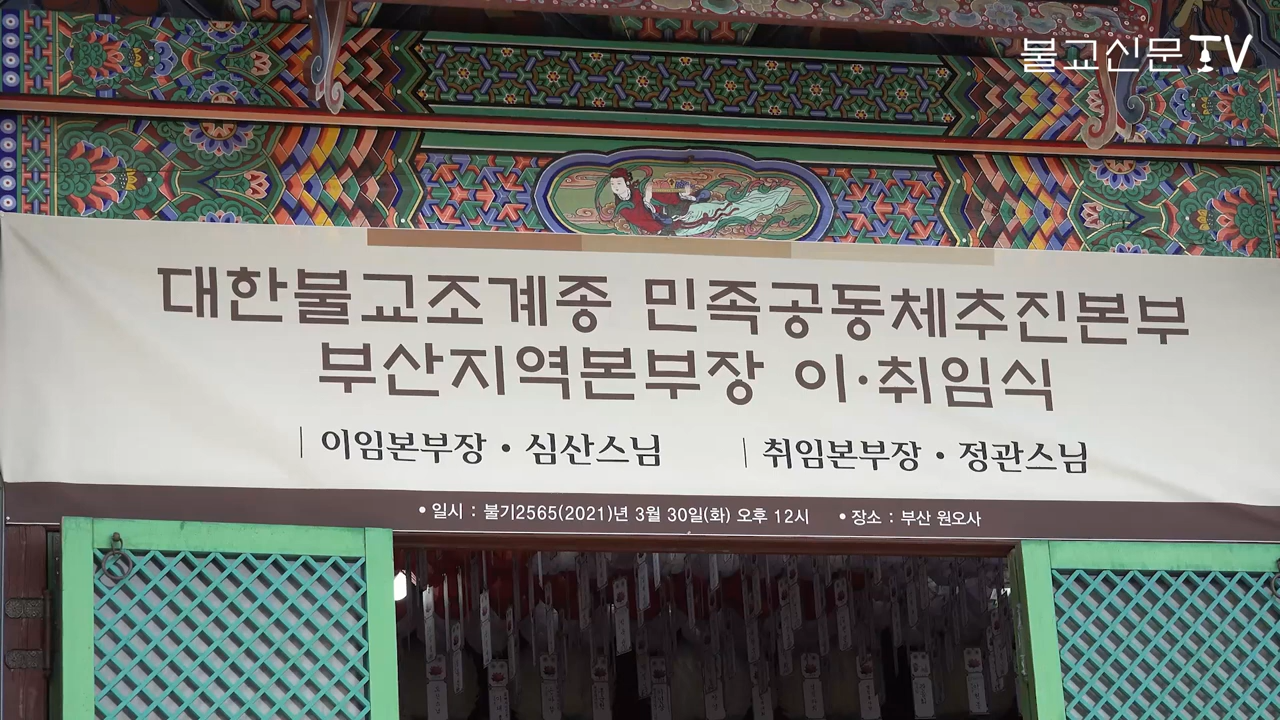 불교신문TV
대한불교조계종 민족공동체추진본부
부산지역본부장 이·취임식
이임본부장 • 심산스님
취임본부장 • 정관스님
• 일시 : 불기2565(2021)년 3월 30일(화) 오후 12시
• 장소 : 부산 원오사